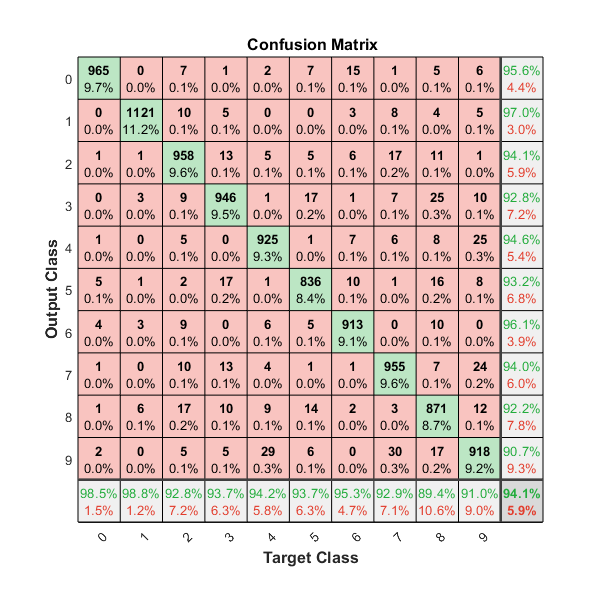 Confusion Matrix
0 965 0 7 1 2 7 15 1 5 6 95.6%
9.7% 0.0% 0.1% 0.0% 0.0% 0.1% 0.1% 0.0% 0.1% 0.1% 4.4%
1 0 1121 10 5 0 0 3 8 4 5 97.0%
0.0% 11.2% 0.1% 0.1% 0.0% 0.0% 0.0% 0.1% 0.0% 0.1% 3.0%
2 1 1 958 13 5 5 6 17 11 1 94.1%
0.0% 0.0% 9.6% 0.1% 0.1% 0.1% 0.1% 0.2% 0.1% 0.0% 5.9%
3 0 3 9 946 1 17 1 7 25 10 92.8%
0.0% 0.0% 0.1% 9.5% 0.0% 0.2% 0.0% 0.1% 0.3% 0.1% 7.2%
4 1 0 5 0 925 1 7 6 8 25 94.6%
0.0% 0.0% 0.1% 0.0% 9.3% 0.0% 0.1% 0.1% 0.1% 0.3% 5.4%
5 5 1 2 17 1 836 10 1 16 8 93.2%
0.1% 0.0% 0.0% 0.2% 0.0% 8.4% 0.1% 0.0% 0.2% 0.1% 6.8%
6 4 3 9 0 6 5 913 0 10 0 96.1%
0.0% 0.0% 0.1% 0.0% 0.1% 0.1% 9.1% 0.0% 0.1% 0.0% 3.9%
7 1 0 10 13 4 1 1 955 7 24 94.0%
0.0% 0.0% 0.1% 0.1% 0.0% 0.0% 0.0% 9.6% 0.1% 0.2% 6.0%
8 1 6 17 10 9 14 2 3 871 12 92.2%
0.0% 0.1% 0.2% 0.1% 0.1% 0.1% 0.0% 0.0% 8.7% 0.1% 7.8%
9 2 0 5 5 29 6 0 30 17 918 90.7%
0.0% 0.0% 0.1% 0.1% 0.3% 0.1% 0.0% 0.3% 0.2% 9.2% 9.3%
98.5% 98.8% 92.8% 93.7% 94.2% 93.7% 95.3% 92.9% 89.4% 91.0% 94.1%
1.5% 1.2% 7.2% 6.3% 5.8% 6.3% 4.7% 7.1% 10.6% 9.0% 5.9%
0 1 2 3 4 5 6 7 8 9
Target Class
Output Class